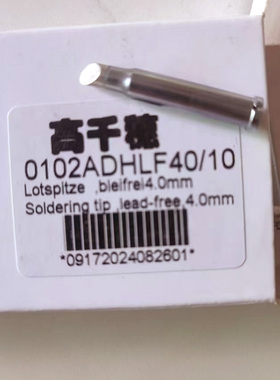 高千穗
0102ADHLF40/10
Lotspitze ,bleifrei4.0mm
Soldering tip ,lead-free,4.0mm
*09172024082601*